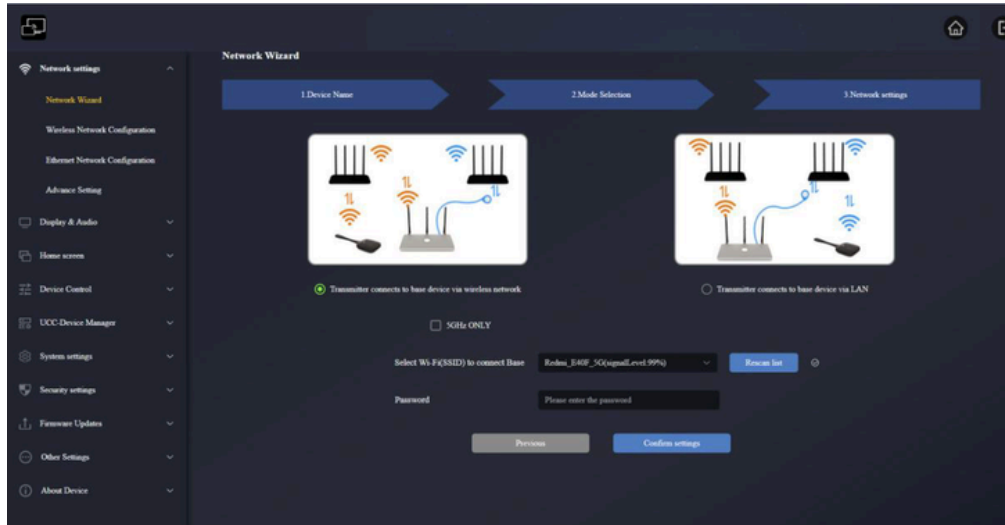 Network Wizard
Network settings
Network Wizard
Wireless Network Configuration
Ethernet Network Configuration
Advance Setting
Display & Audio
Home screen
Device Control
UCC-Device Manager
System settings
Security settings
Firmware Updates
Other Settings
About Device
1.Device Name
2.Mode Selection
3.Network settings
Transmitter connects to base device via wireless network
Transmitter connects to base device via LAN
5GHz ONLY
Select Wi-Fi(SSID) to connect Base
Redmi_E40F_5G(signalLevel:99%)
Rescan list
Password
Please enter the password
Previous
Confirm settings